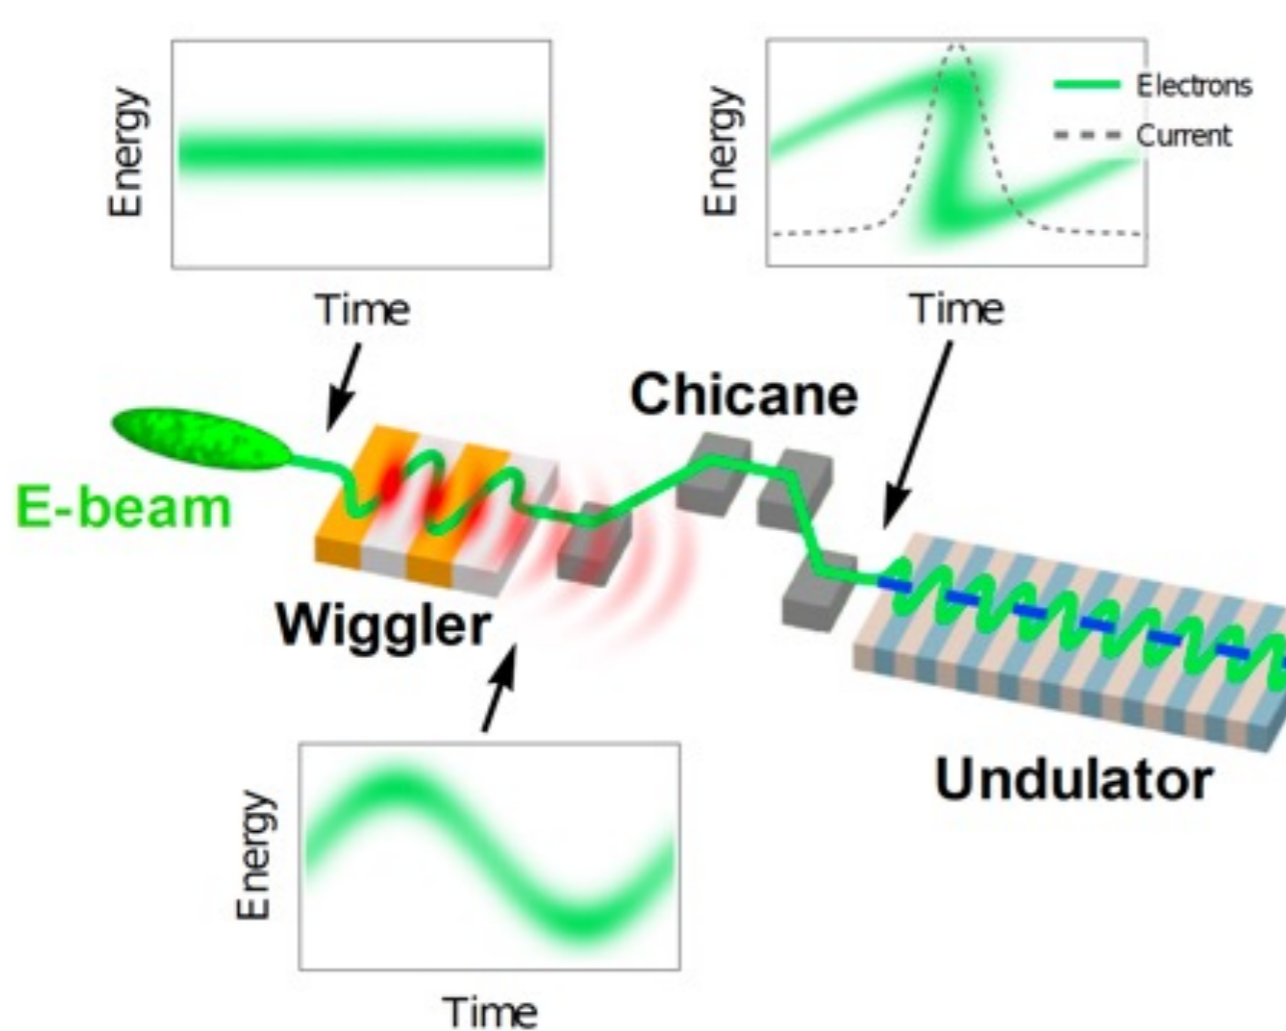 Energy
Time
Energy
Electrons
Current
Time
Chicane
E-beam
Wiggler
Undulator
Energy
Time